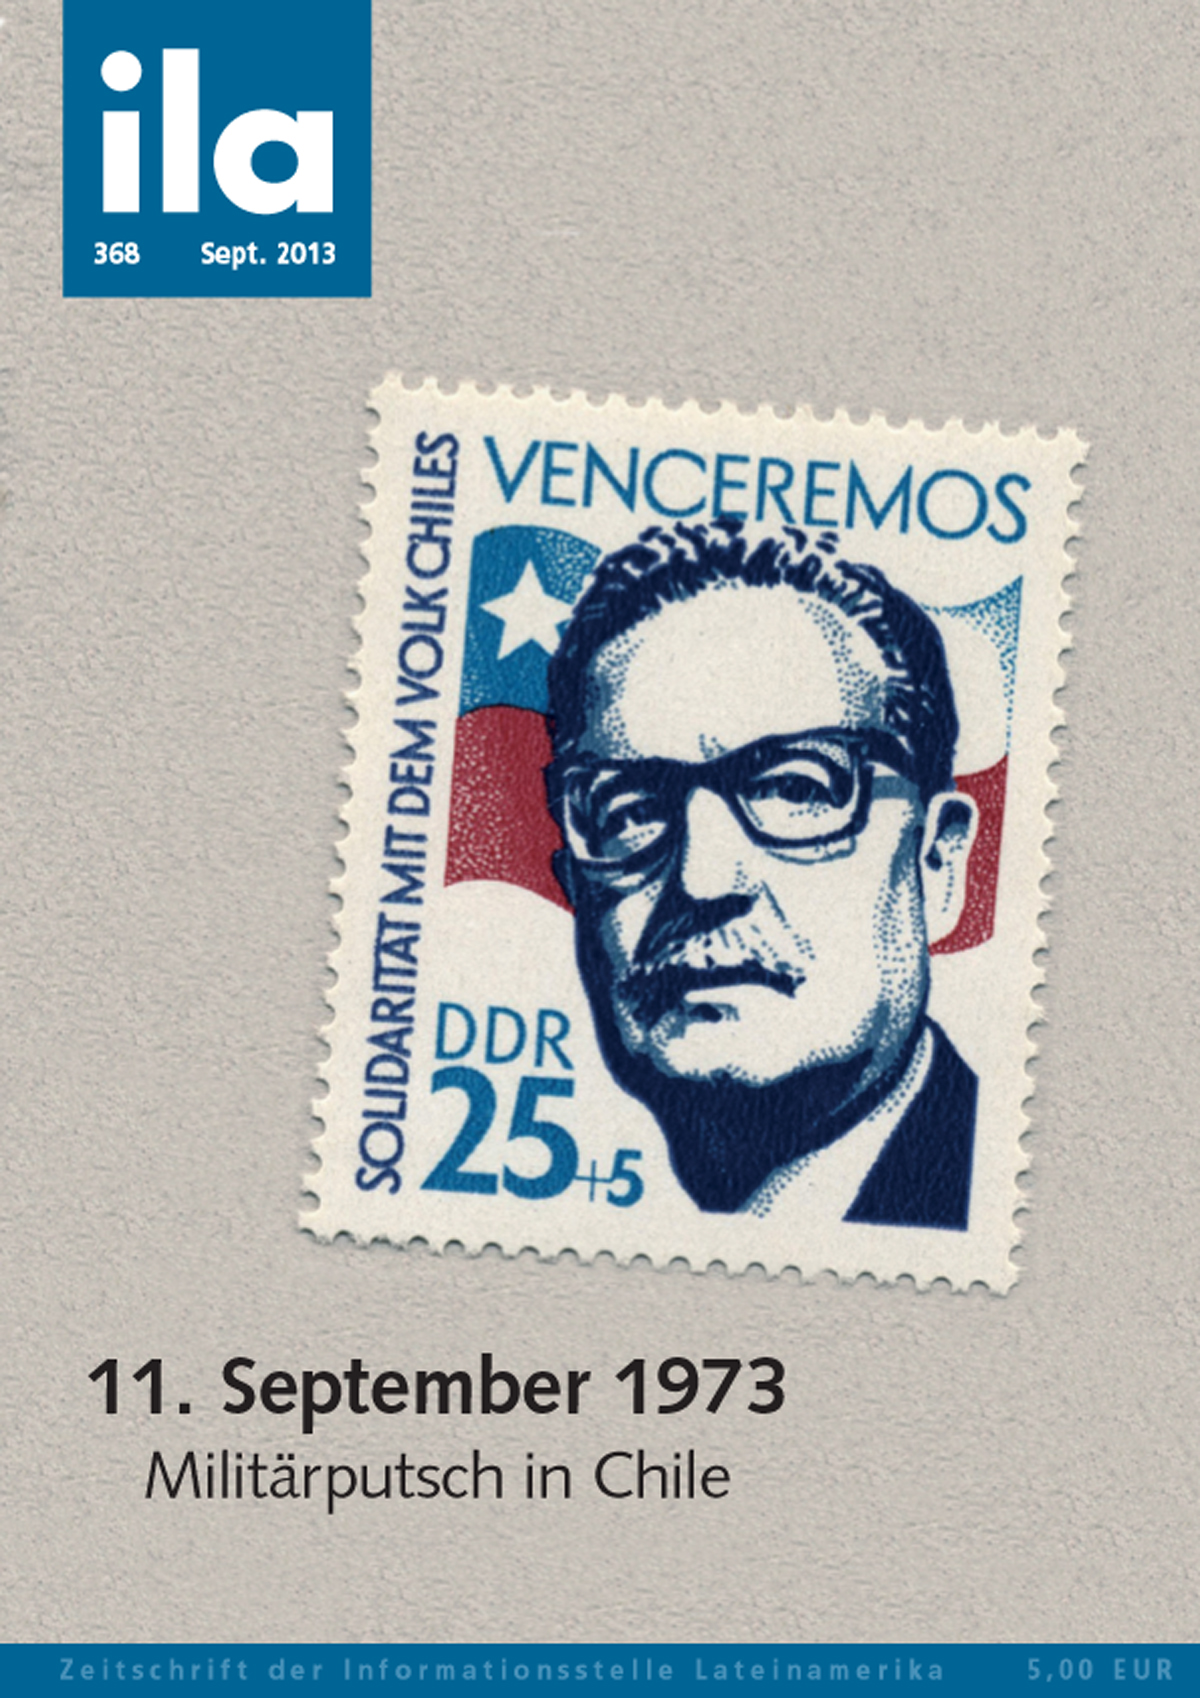 ila
368 Sept. 2013
VENCEREMOS
SOLIDARITÄT MIT DEM VOLK CHILES
DDR
25+5
11. September 1973
Militärputsch in Chile
Zeitschrift der Informationsstelle Lateinamerika 5,00 EUR